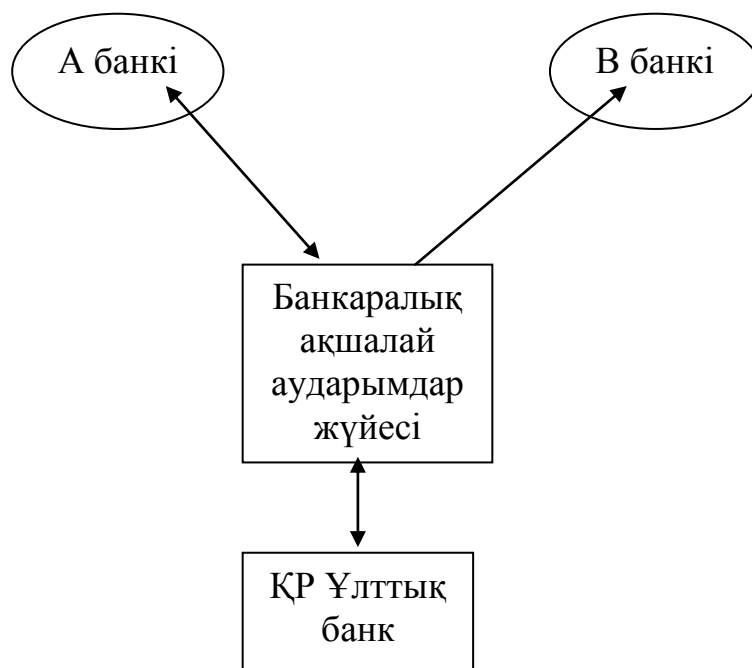 А банкі
В банкі
Банкаралық
ақшалай
аударымдар
жүйесі
ҚР Ұлттық
банк